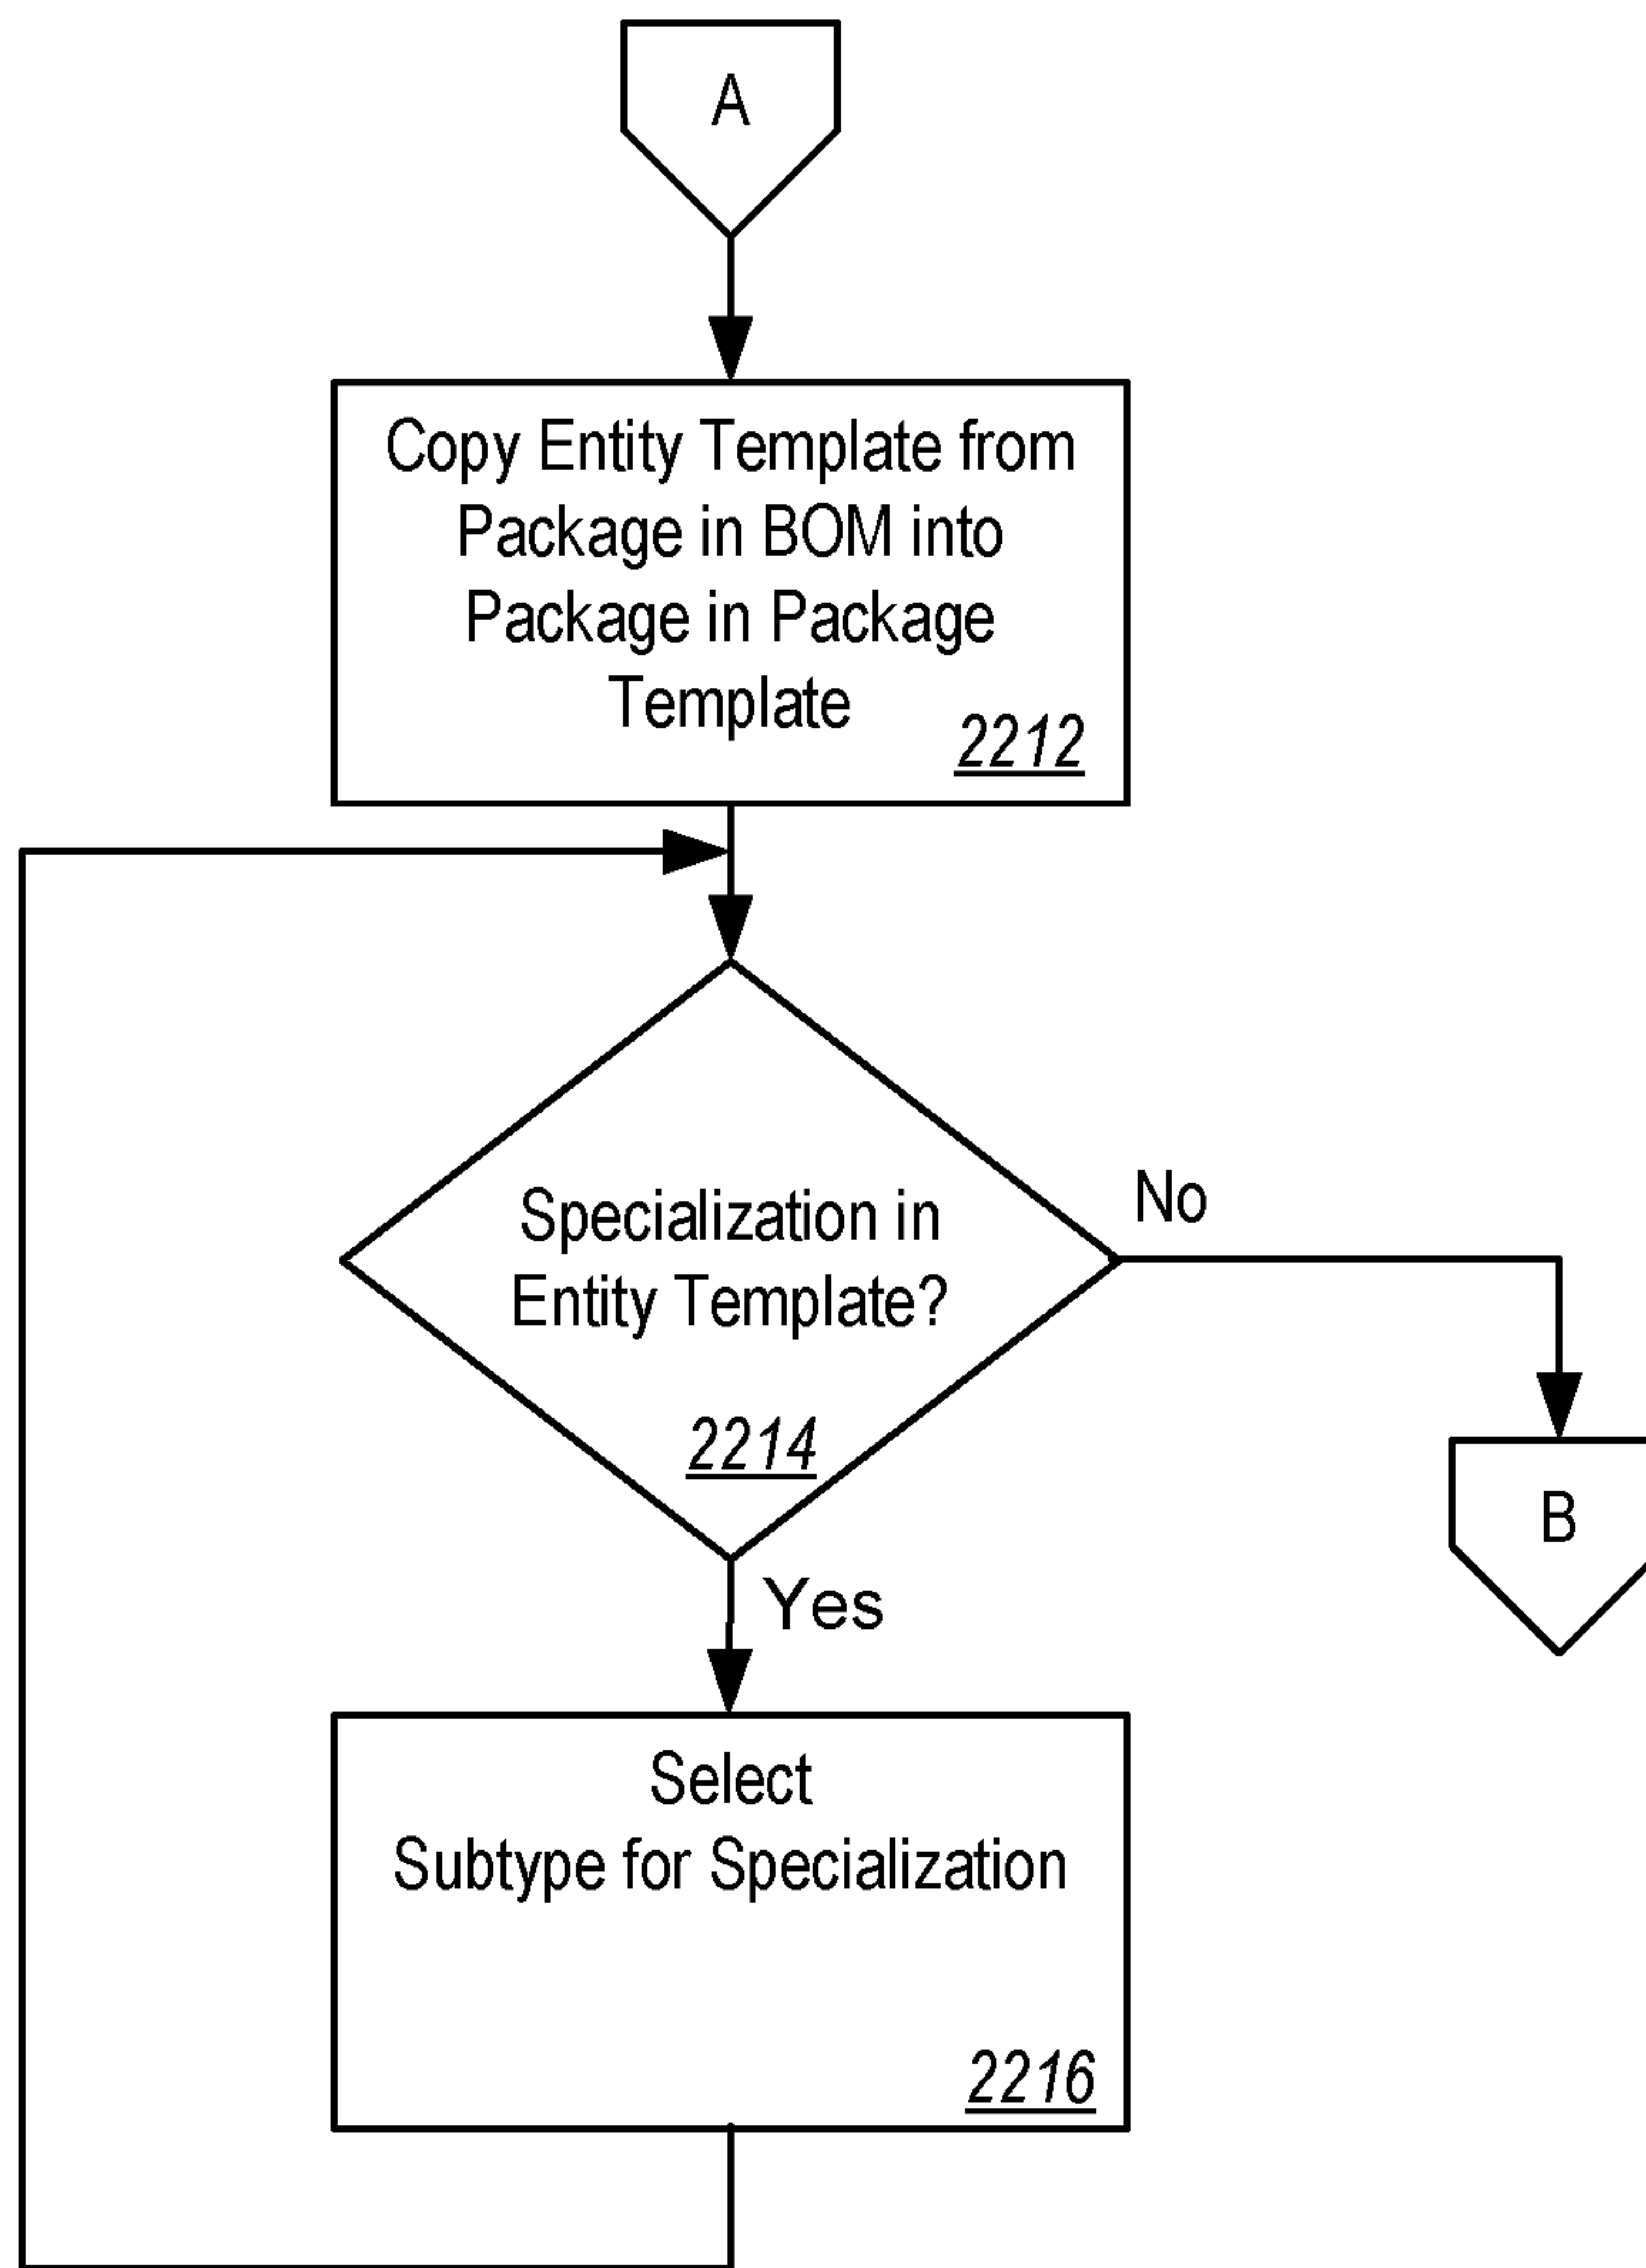 A
Copy Entity Template from
Package in BOM into
Package in Package
Template
2212
Specialization in
Entity Template?
2214
No
B
Yes
Select
Subtype for Specialization
2216